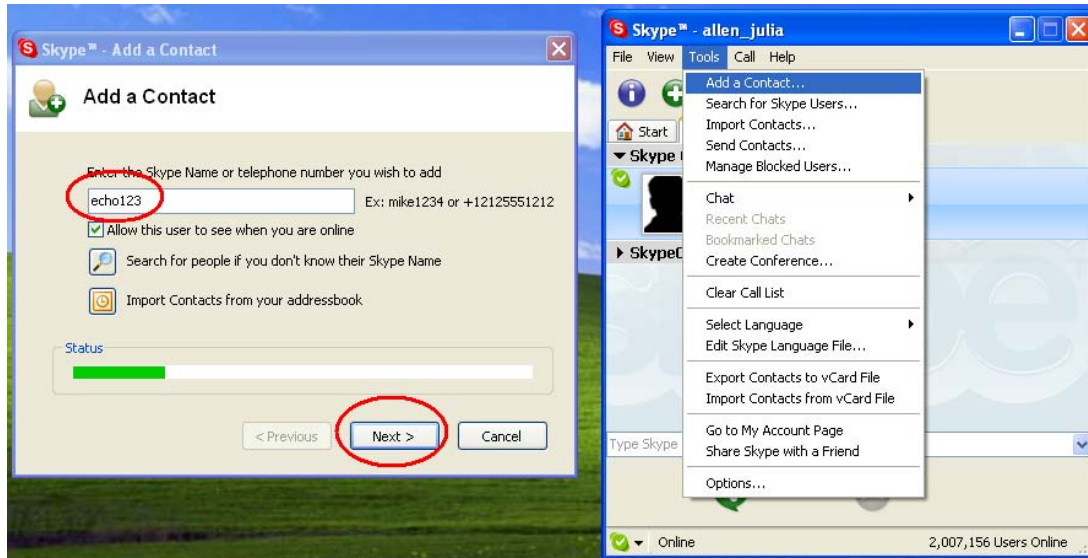 Skype™ - Add a Contact
Add a Contact
Enter the Skype Name or telephone number you wish to add
echo123
Ex: mike1234 or +12125551212
Allow this user to see when you are online
Search for people if you don't know their Skype Name
Import Contacts from your addressbook
Status
< Previous
Next >
Cancel
Skype™ - allen_julia
File View Tools Call Help
Add a Contact...
Search for Skype Users...
Import Contacts...
Send Contacts...
Manage Blocked Users...
Chat
Recent Chats
Bookmarked Chats
Create Conference...
Clear Call List
Select Language
Edit Skype Language File...
Export Contacts to vCard File
Import Contacts from vCard File
Go to My Account Page
Share Skype with a Friend
Options...
Start
Skype
SkypeC
Type Skype
Online
2,007,156 Users Online